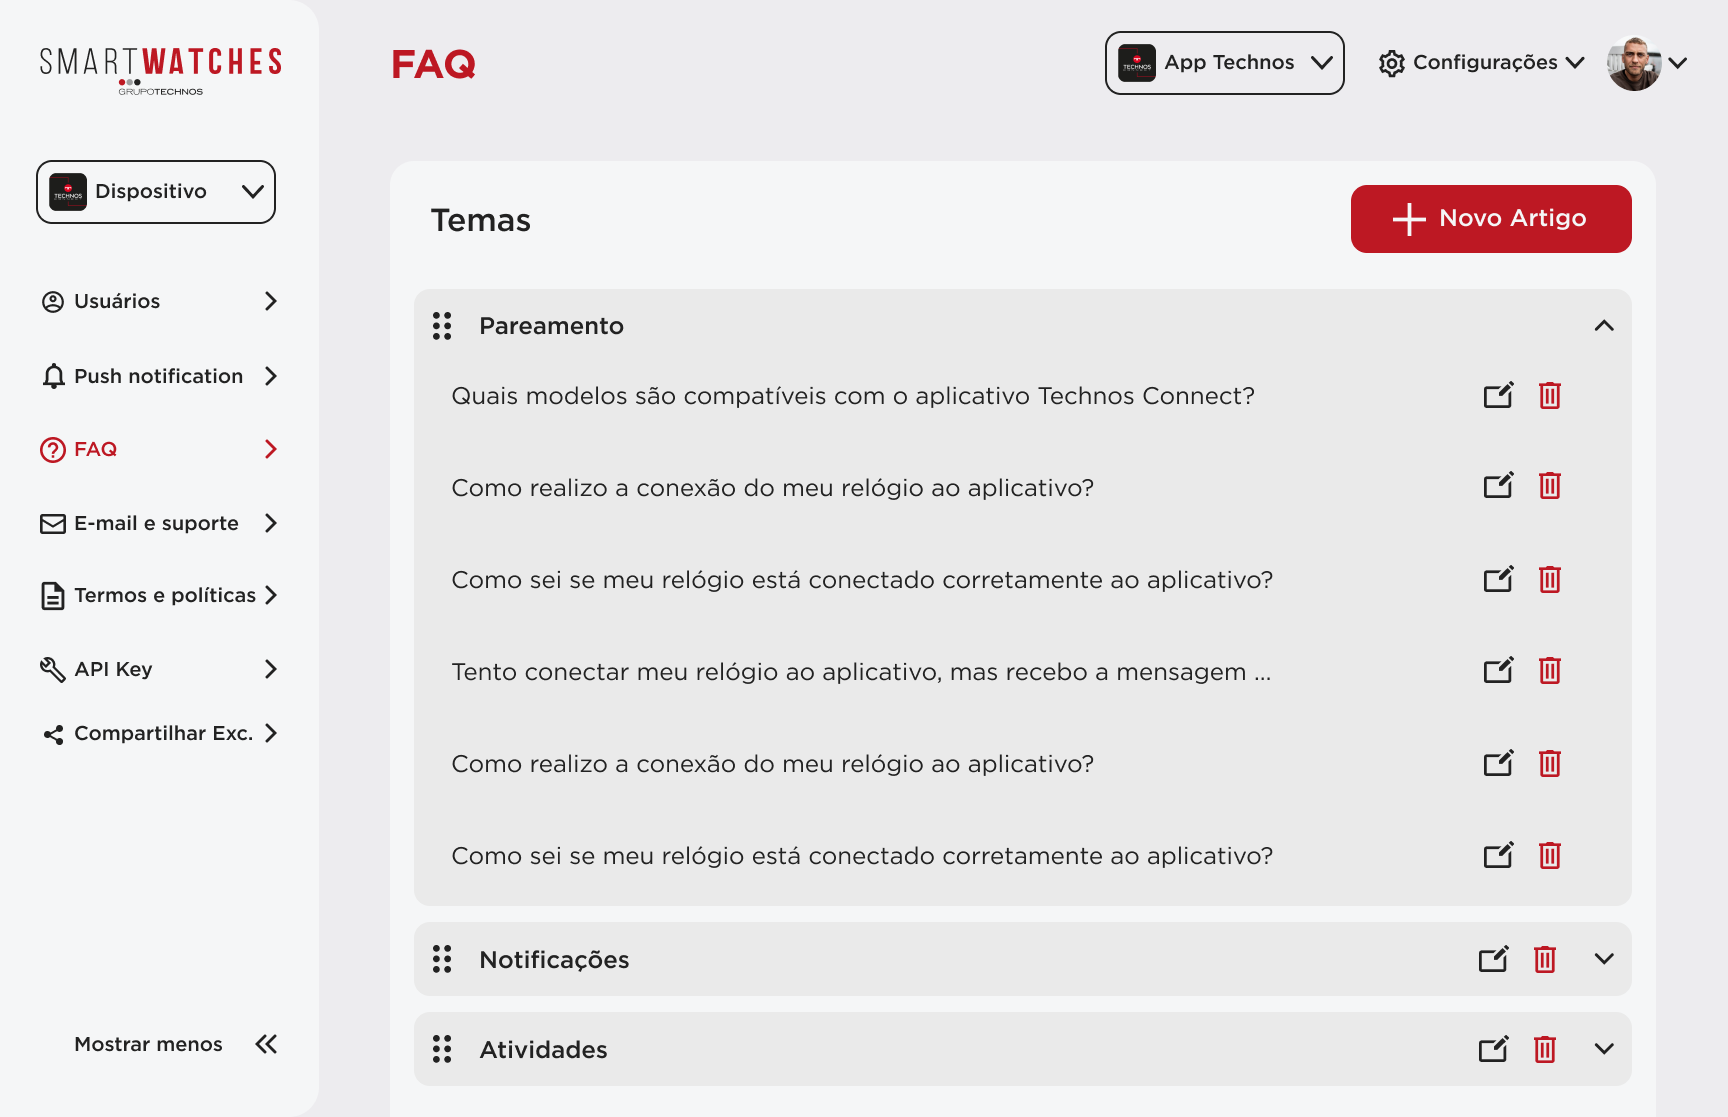 SMARTWATCHES
GRUPOTECHNOS
FAQ
TECHNOS
App Technos
Configurações
TECHNOS
Dispositivo
Usuários
Push notification
FAQ
E-mail e suporte
Termos e políticas
API Key
Compartilhar Exc.
Mostrar menos
Temas
Novo Artigo
Pareamento
Quais modelos são compatíveis com o aplicativo Technos Connect?
Como realizo a conexão do meu relógio ao aplicativo?
Como sei se meu relógio está conectado corretamente ao aplicativo?
Tento conectar meu relógio ao aplicativo, mas recebo a mensagem ...
Como realizo a conexão do meu relógio ao aplicativo?
Como sei se meu relógio está conectado corretamente ao aplicativo?
Notificações
Atividades